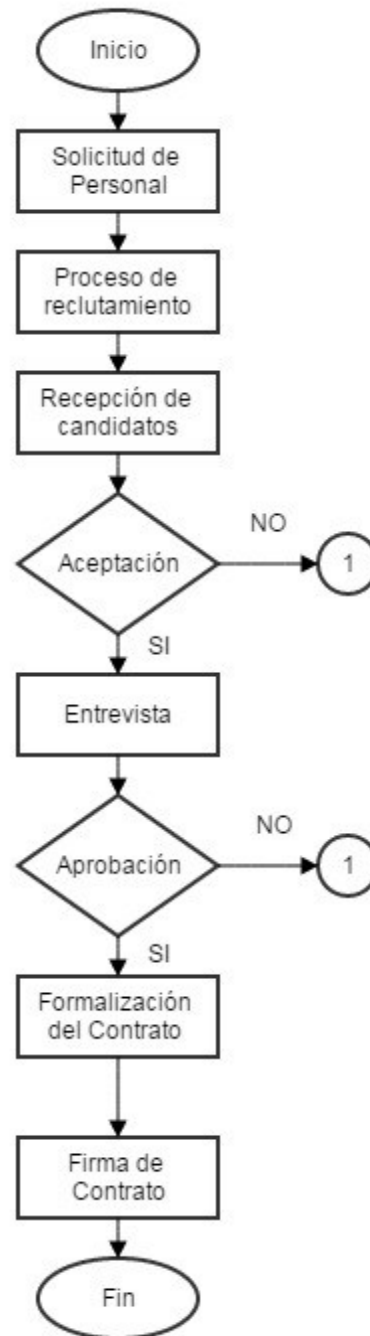 Inicio
Solicitud de
Personal
Proceso de
reclutamiento
Recepción de
candidatos
Aceptación
NO
1
SI
Entrevista
Aprobación
NO
1
SI
Formalización
del Contrato
Firma de
Contrato
Fin